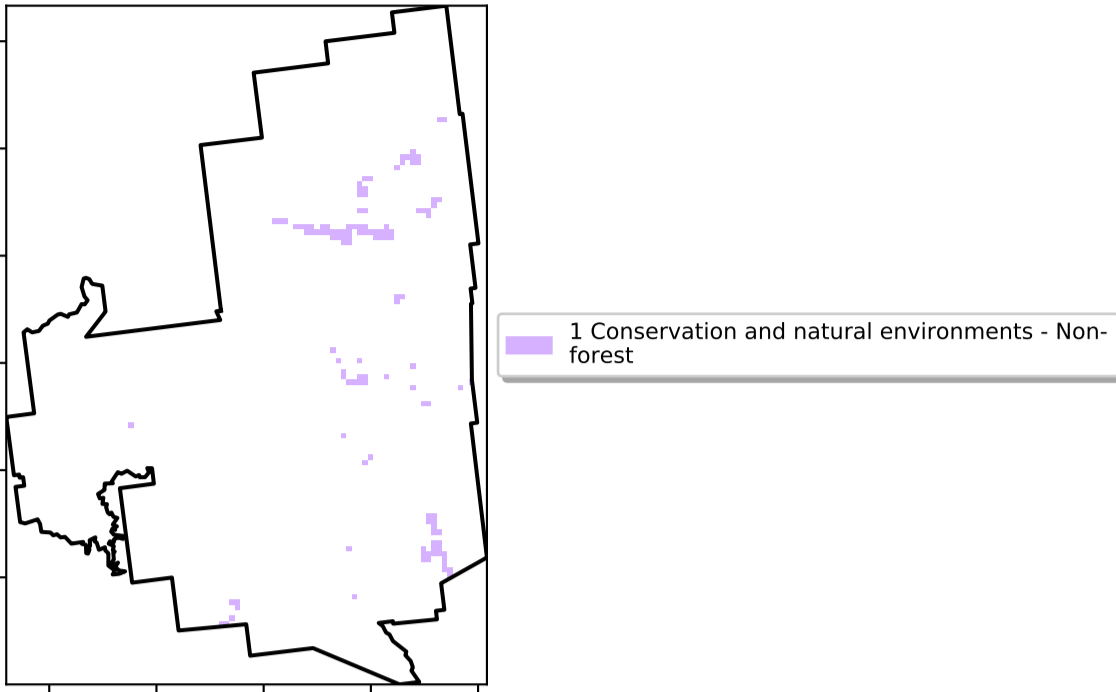 1 Conservation and natural environments - Non-
forest